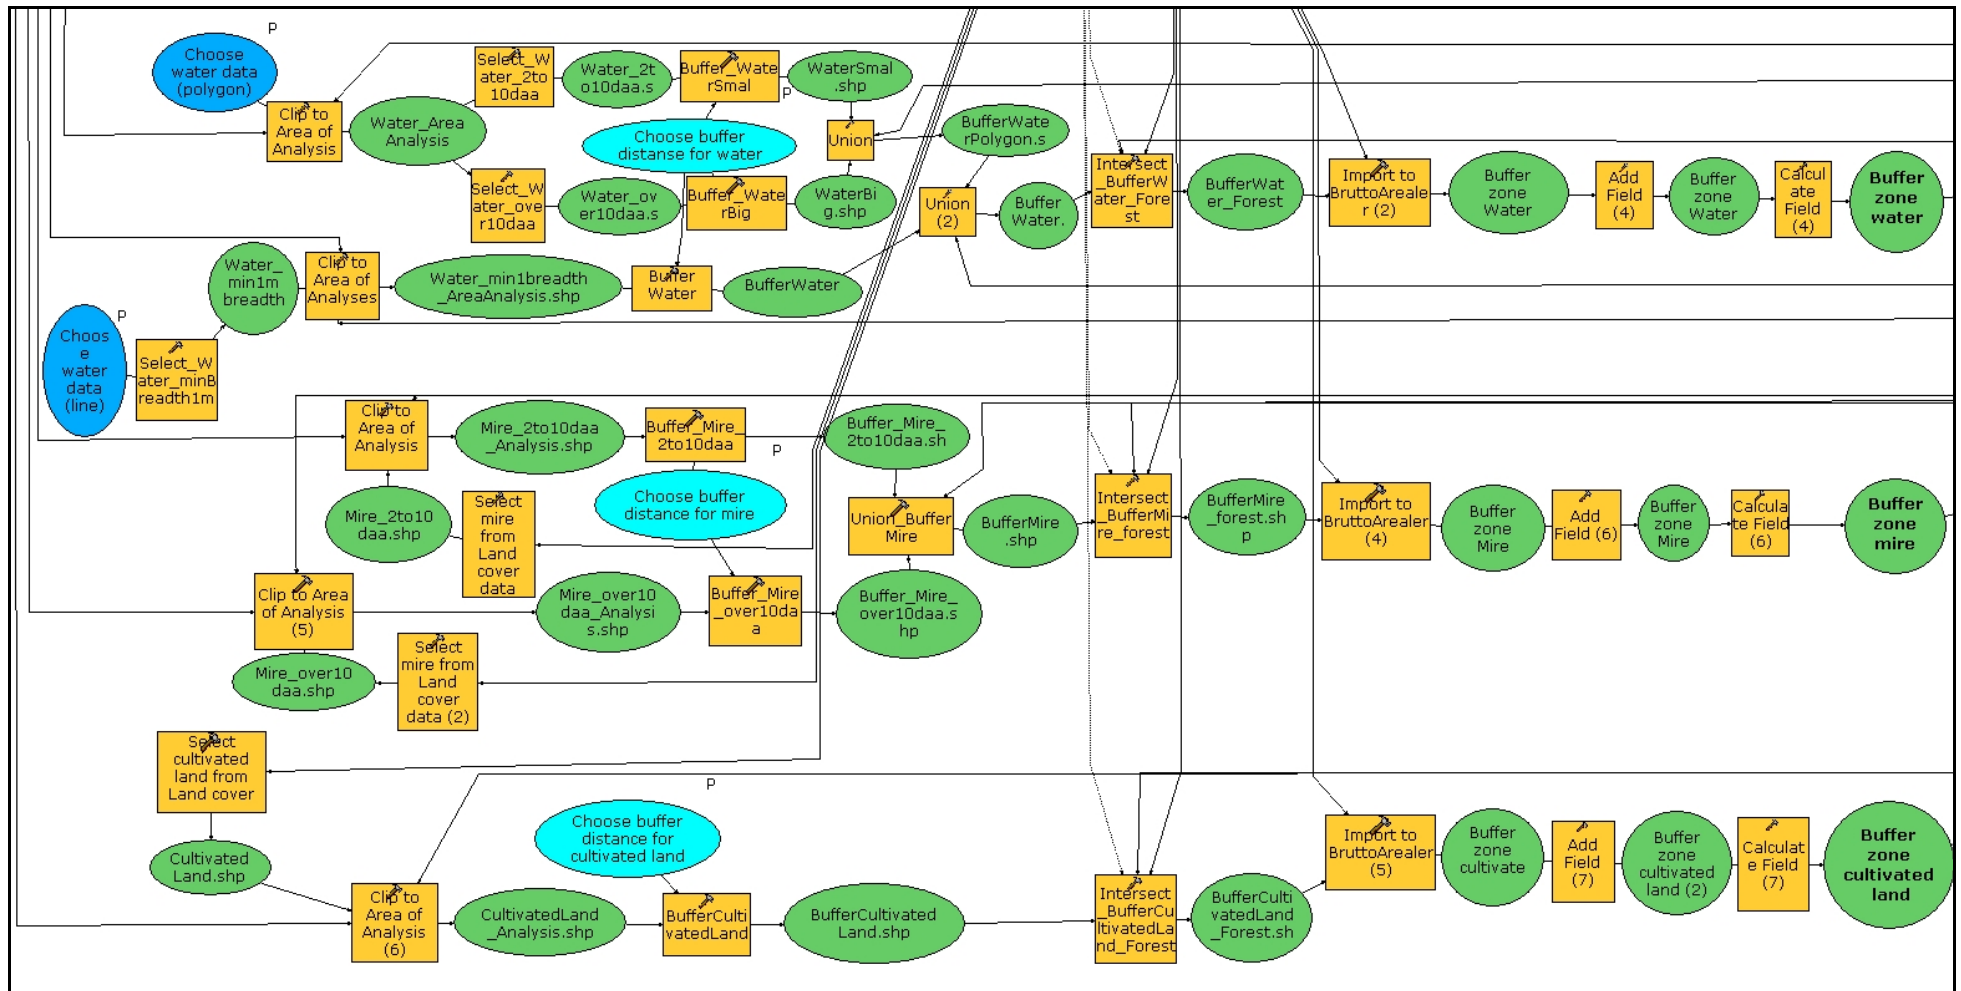 P
Choose
water data
(polygon)
Clip to
Area of
Analysis
Water_Area
Analysis
Select_W
ater_2to
10daa
Water_2t
o10daa.s
Buffer_Wate
rSmal
P
WaterSmal
.shp
Choose buffer
distanse for water
Union
BufferWate
rPolygon.s
Select_W
ater_ove
r10daa
Water_ov
er10daa.s
Buffer_Wate
rBig
WaterBi
g.shp
Union
(2)
Buffer
Water.
Intersect
_BufferW
ater_Fore
st
BufferWat
er_Forest
Import to
BruttoAreale
r (2)
Buffer
zone
Water
Add
Field
(4)
Buffer
zone
Water
Calcul
ate
Field
(4)
Buffer
zone
water
Water_
min1m
breadth
Clip to
Area of
Analyses
Water_min1breadth
_AreaAnalysis.shp
Buffer
Water
BufferWater
P
Choos
e
water
data
(line)
Select_W
ater_minB
readth1m
Clip to
Area of
Analysis
Mire_2to10daa
_Analysis.shp
Buffer_Mire_
2to10daa
P
Buffer_Mire_
2to10daa.sh
Mire_2to10
daa.shp
Select
mire
from
Land
cover
data
Choose buffer
distance for mire
Union_Buffer
Mire
BufferMire
.shp
Intersect
_BufferMi
re_forest
BufferMire
_forest.sh
p
Import to
BruttoArealer
(4)
Buffer
zone
Mire
Add
Field (6)
Buffer
zone
Mire
Calcula
te Field
(6)
Buffer
zone
mire
Clip to Area
of Analysis
(5)
Mire_over10
daa_Analysi
s.shp
Buffer_Mire
_over10da
a
Buffer_Mire_
over10daa.s
hp
Mire_over10
daa.shp
Select
mire from
Land
cover
data (2)
Select
cultivated
land from
Land cover
Cultivated
Land.shp
P
Choose buffer
distance for
cultivated land
Clip to
Area of
Analysis
(6)
CultivatedLand
_Analysis.shp
BufferCulti
vatedLand
BufferCultivated
Land.shp
Intersect
_BufferCu
ltivatedLa
nd_Forest
BufferCulti
vatedLand
_Forest.sh
Import to
BruttoArealer
(5)
Buffer
zone
cultivate
Add
Field
(7)
Buffer
zone
cultivated
land (2)
Calculat
e Field
(7)
Buffer
zone
cultivated
land